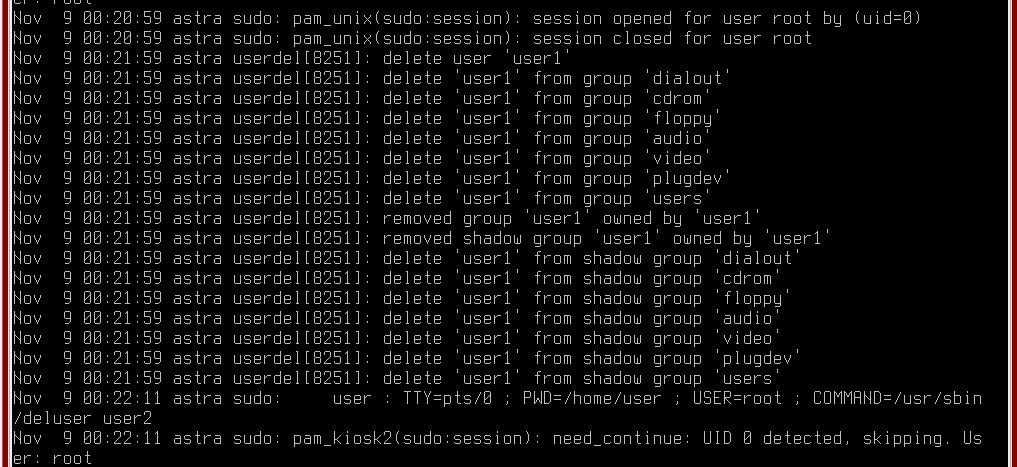 er: root
Nov  9 00:20:59 astra sudo: pam_unix(sudo:session): session opened for user root by (uid=0)
Nov  9 00:20:59 astra sudo: pam_unix(sudo:session): session closed for user root
Nov  9 00:21:59 astra userdel[8251]: delete user 'user1'
Nov  9 00:21:59 astra userdel[8251]: delete 'user1' from group 'dialout'
Nov  9 00:21:59 astra userdel[8251]: delete 'user1' from group 'cdrom'
Nov  9 00:21:59 astra userdel[8251]: delete 'user1' from group 'floppy'
Nov  9 00:21:59 astra userdel[8251]: delete 'user1' from group 'audio'
Nov  9 00:21:59 astra userdel[8251]: delete 'user1' from group 'video'
Nov  9 00:21:59 astra userdel[8251]: delete 'user1' from group 'plugdev'
Nov  9 00:21:59 astra userdel[8251]: delete 'user1' from group 'users'
Nov  9 00:21:59 astra userdel[8251]: removed group 'user1' owned by 'user1'
Nov  9 00:21:59 astra userdel[8251]: removed shadow group 'user1' owned by 'user1'
Nov  9 00:21:59 astra userdel[8251]: delete 'user1' from shadow group 'dialout'
Nov  9 00:21:59 astra userdel[8251]: delete 'user1' from shadow group 'cdrom'
Nov  9 00:21:59 astra userdel[8251]: delete 'user1' from shadow group 'floppy'
Nov  9 00:21:59 astra userdel[8251]: delete 'user1' from shadow group 'audio'
Nov  9 00:21:59 astra userdel[8251]: delete 'user1' from shadow group 'video'
Nov  9 00:21:59 astra userdel[8251]: delete 'user1' from shadow group 'plugdev'
Nov  9 00:21:59 astra userdel[8251]: delete 'user1' from shadow group 'users'
Nov  9 00:22:11 astra sudo:     user : TTY=pts/0 ; PWD=/home/user ; USER=root ; COMMAND=/usr/sbin
/deluser user2
Nov  9 00:22:11 astra sudo: pam_kiosk2(sudo:session): need_continue: UID 0 detected, skipping. Us
er: root